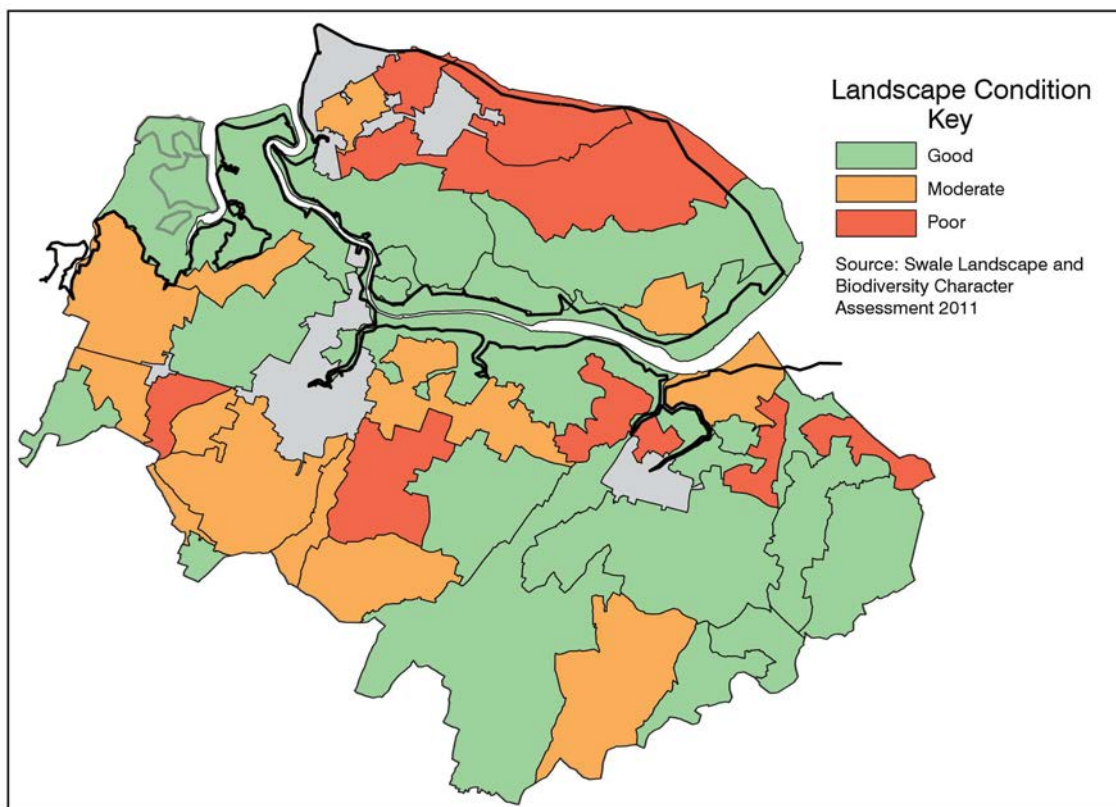 Landscape Condition
Key
Good
Moderate
Poor
Source: Swale Landscape and
Biodiversity Character
Assessment 2011